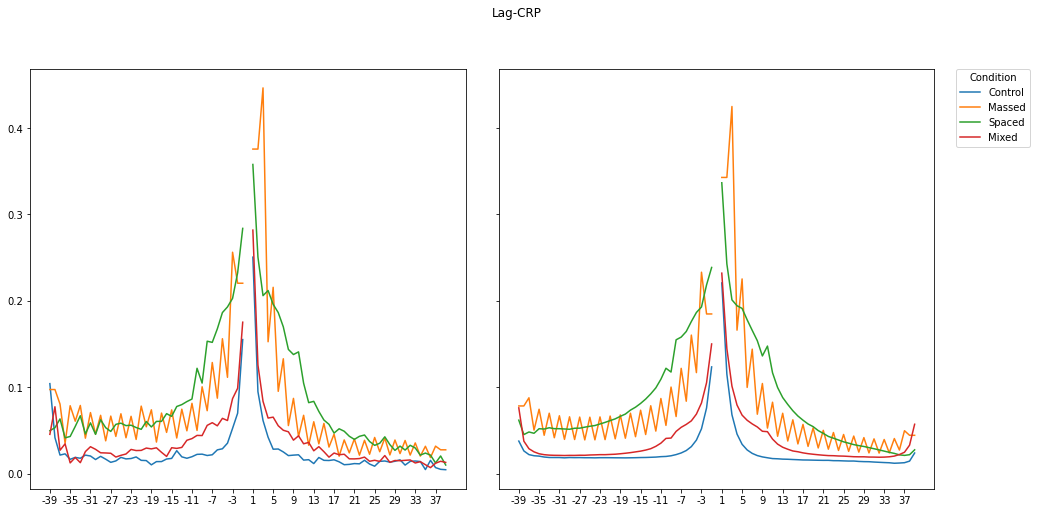 Lag-CRP
Condition
Control
Massed
Spaced
Mixed
0.4
0.3
0.2
0.1
0.0
-39 -35 -31 -27 -23 -19 -15 -11 -7 -3 1 5 9 13 17 21 25 29 33 37
-39 -35 -31 -27 -23 -19 -15 -11 -7 -3 1 5 9 13 17 21 25 29 33 37